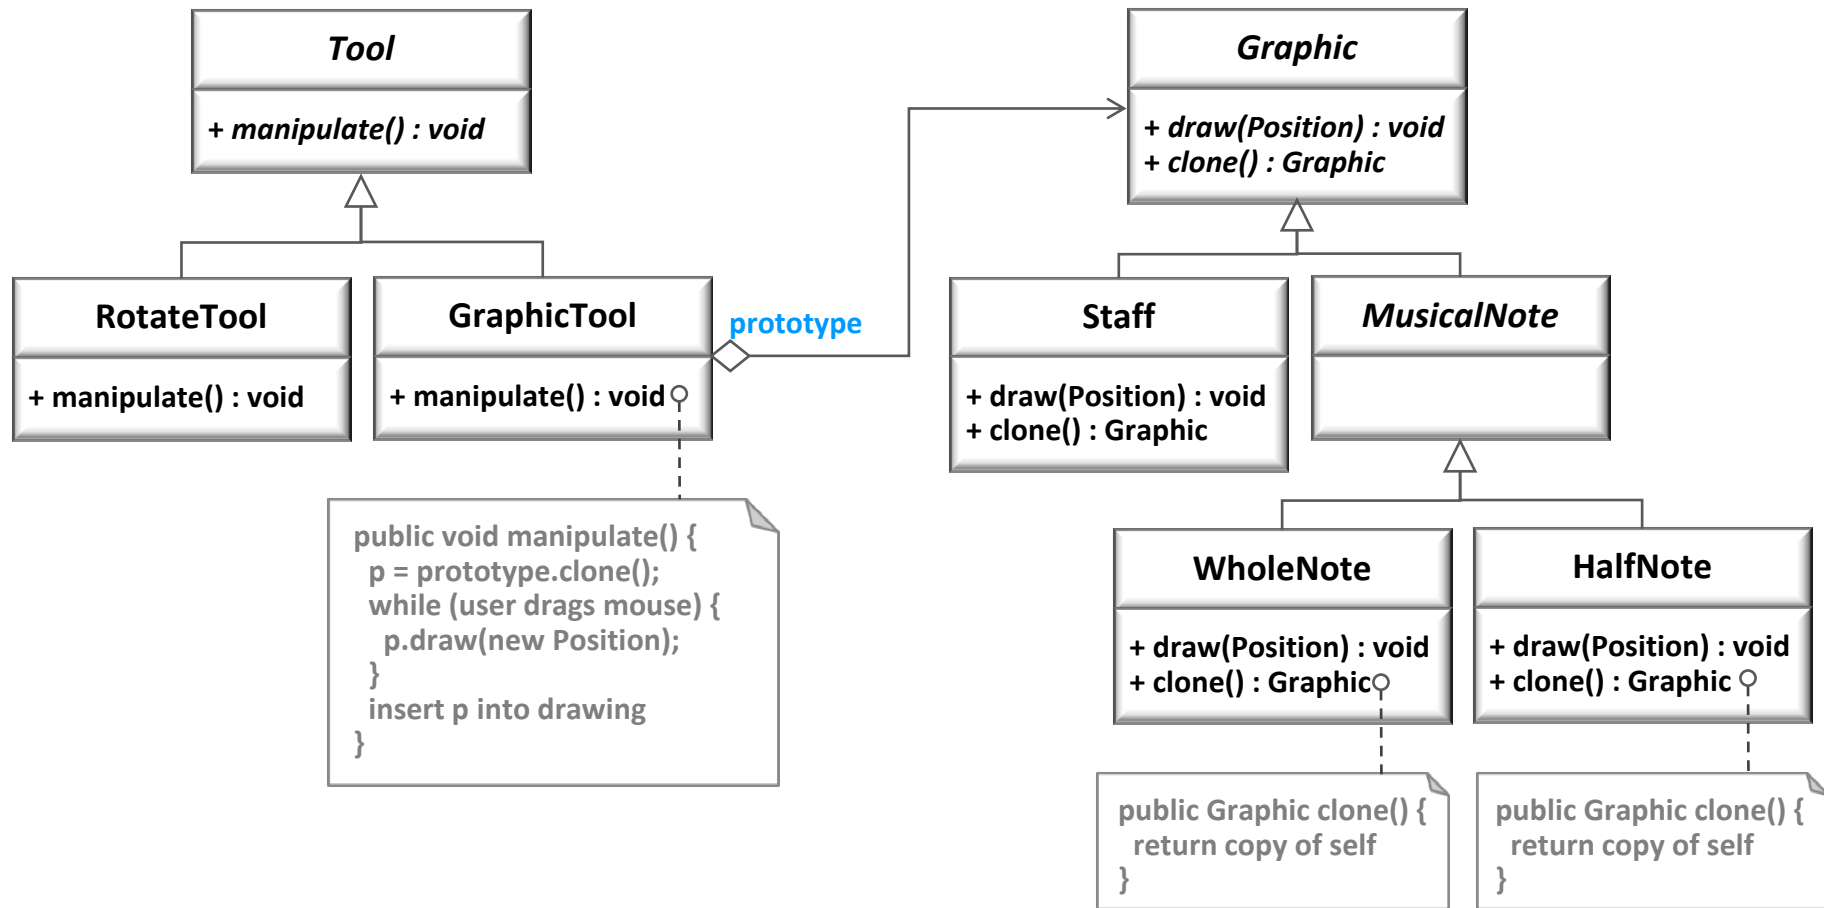 Tool
+ manipulate() : void
Graphic
+ draw(Position) : void
+ clone() : Graphic
RotateTool
+ manipulate() : void
GraphicTool
+ manipulate() : void
prototype
Staff
+ draw(Position) : void
+ clone() : Graphic
MusicalNote
public void manipulate() {
p = prototype.clone();
while (user drags mouse) {
p.draw(new Position);
}
insert p into drawing
}
WholeNote
+ draw(Position) : void
+ clone() : Graphic
HalfNote
+ draw(Position) : void
+ clone() : Graphic
public Graphic clone() {
return copy of self
}
public Graphic clone() {
return copy of self
}